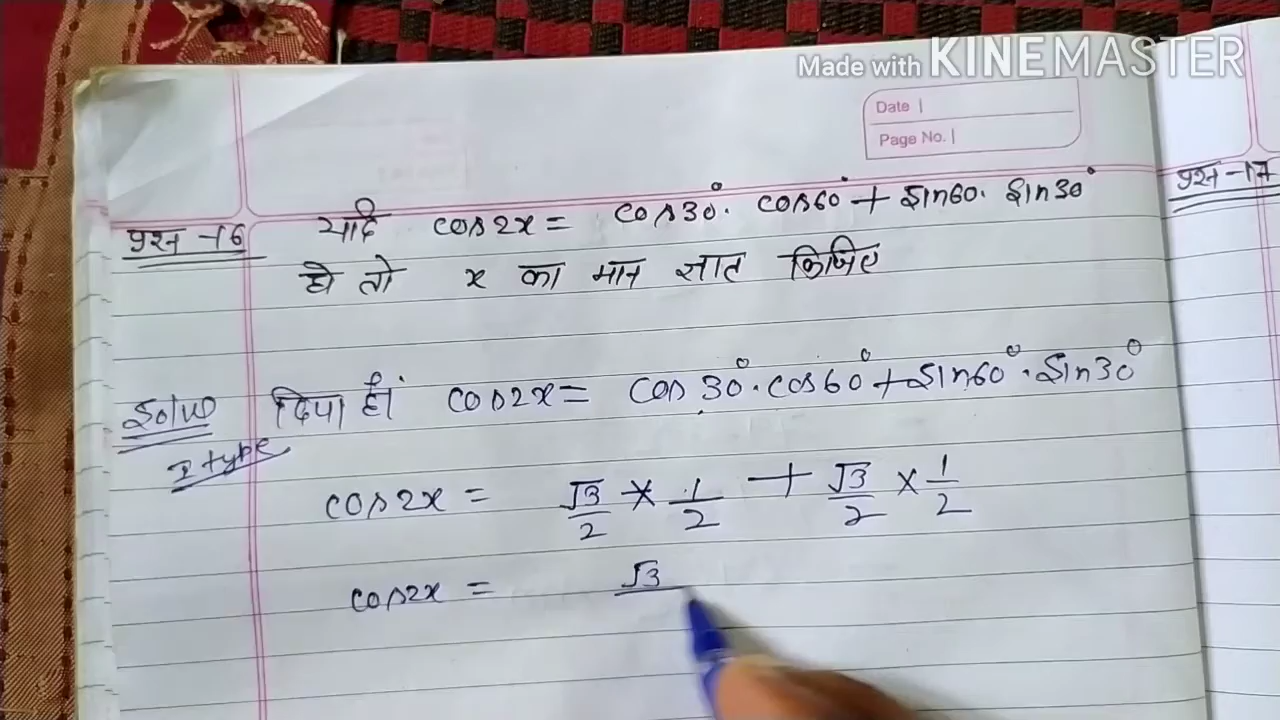 Made with KINEMASTER
Date |
Page No. |
प्रश्न -17
प्रश्न -16 यदि cos2x = cos30°. cos60° + sin60. sin30°
हो तो x का मान ज्ञात किजिए
Solu दिया है। cos2x = cos30°. cos60° + sin60°. sin30°
I type
cos2x = √3/2 × 1/2 + √3/2 × 1/2
cos2x = √3